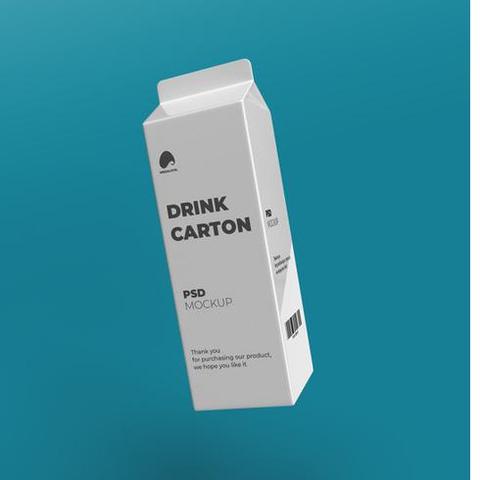 DRINK
CARTON
PSD
MOCKUP
Thank you
for purchasing our product,
we hope you like it
PSD
MOCKUP